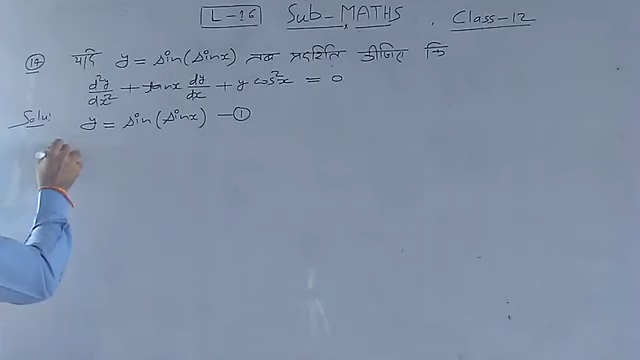 L-16 Sub-MATHS, Class-12
(14) यदि y = sin(sinx) तब प्रदर्शित कीजिए कि
d²y/dx² + tanx dy/dx + y cos²x = 0
Solu: y = sin(sinx) —①